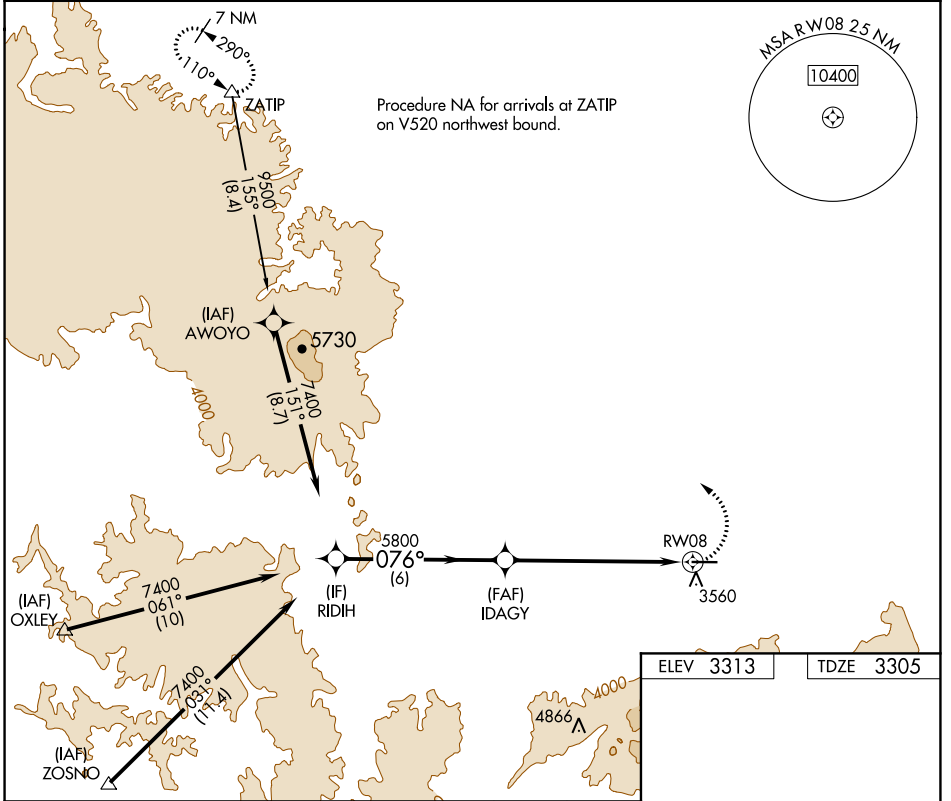 7 NM
290°
110°
ZATIP
Procedure NA for arrivals at ZATIP
on V520 northwest bound.
MSA RW08 25 NM
10400
9500
155°
(8.4)
(IAF)
AWOYO
5730
7400
151°
(8.7)
4000
5800
076°
(6)
(IF)
RIDIH
(FAF)
IDAGY
RW08
3560
(IAF)
OXLEY
7400
061°
(10)
7400
031°
(11.4)
(IAF)
ZOSNO
4866
4000
ELEV 3313
TDZE 3305